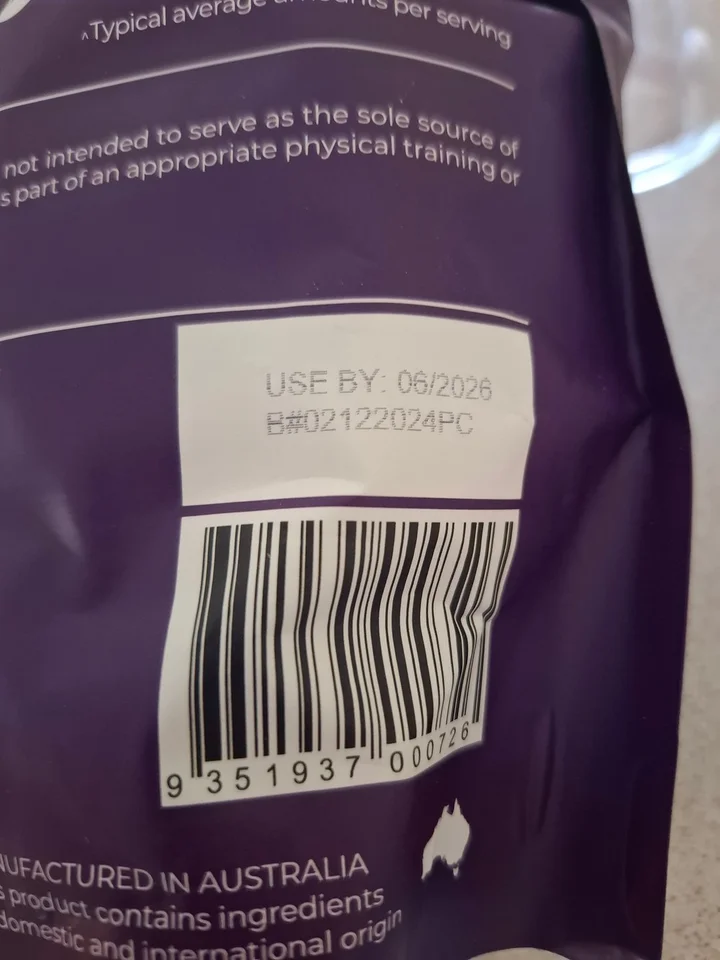 ^Typical average amounts per serving
not intended to serve as the sole source of
s part of an appropriate physical training or
USE BY: 06/2026
B#02122024PC
9 351937 000726
NUFACTURED IN AUSTRALIA
s product contains ingredients
domestic and international origin